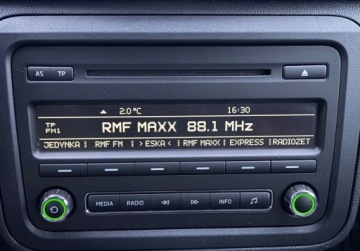 AS TP
2.0 °C 16:30
TP
FM1
RMF MAXX 88.1 MHz
JEDYNKA | RMF FM | > ESKA < | RMF MAXX | EXPRESS | RADIOZET
MEDIA RADIO INFO